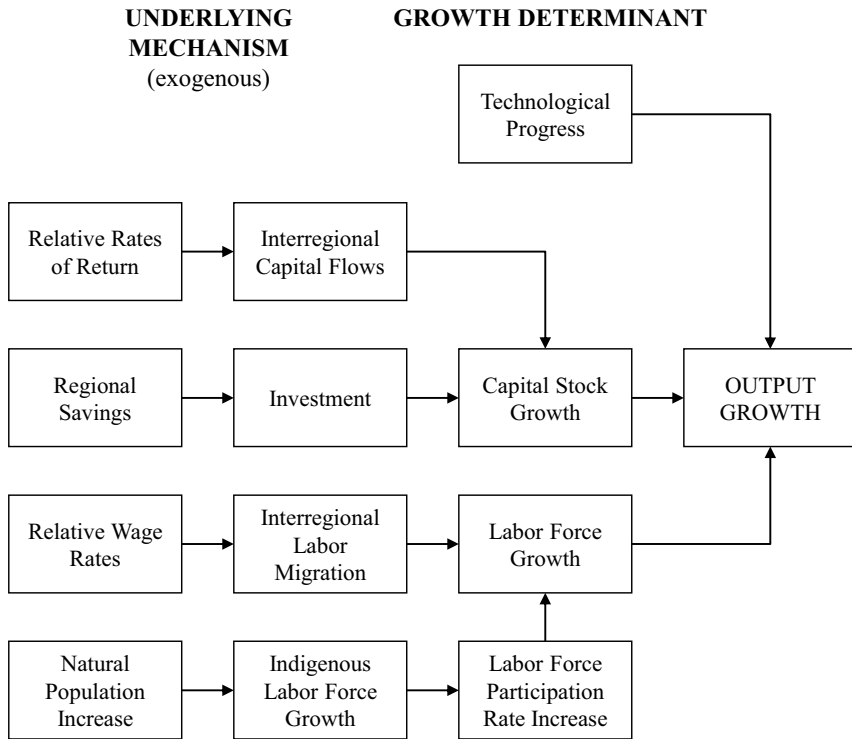 UNDERLYING
MECHANISM
(exogenous)
GROWTH DETERMINANT
Technological
Progress
Relative Rates
of Return
Interregional
Capital Flows
Regional
Savings
Investment
Capital Stock
Growth
OUTPUT
GROWTH
Relative Wage
Rates
Interregional
Labor
Migration
Labor Force
Growth
Natural
Population
Increase
Indigenous
Labor Force
Growth
Labor Force
Participation
Rate Increase